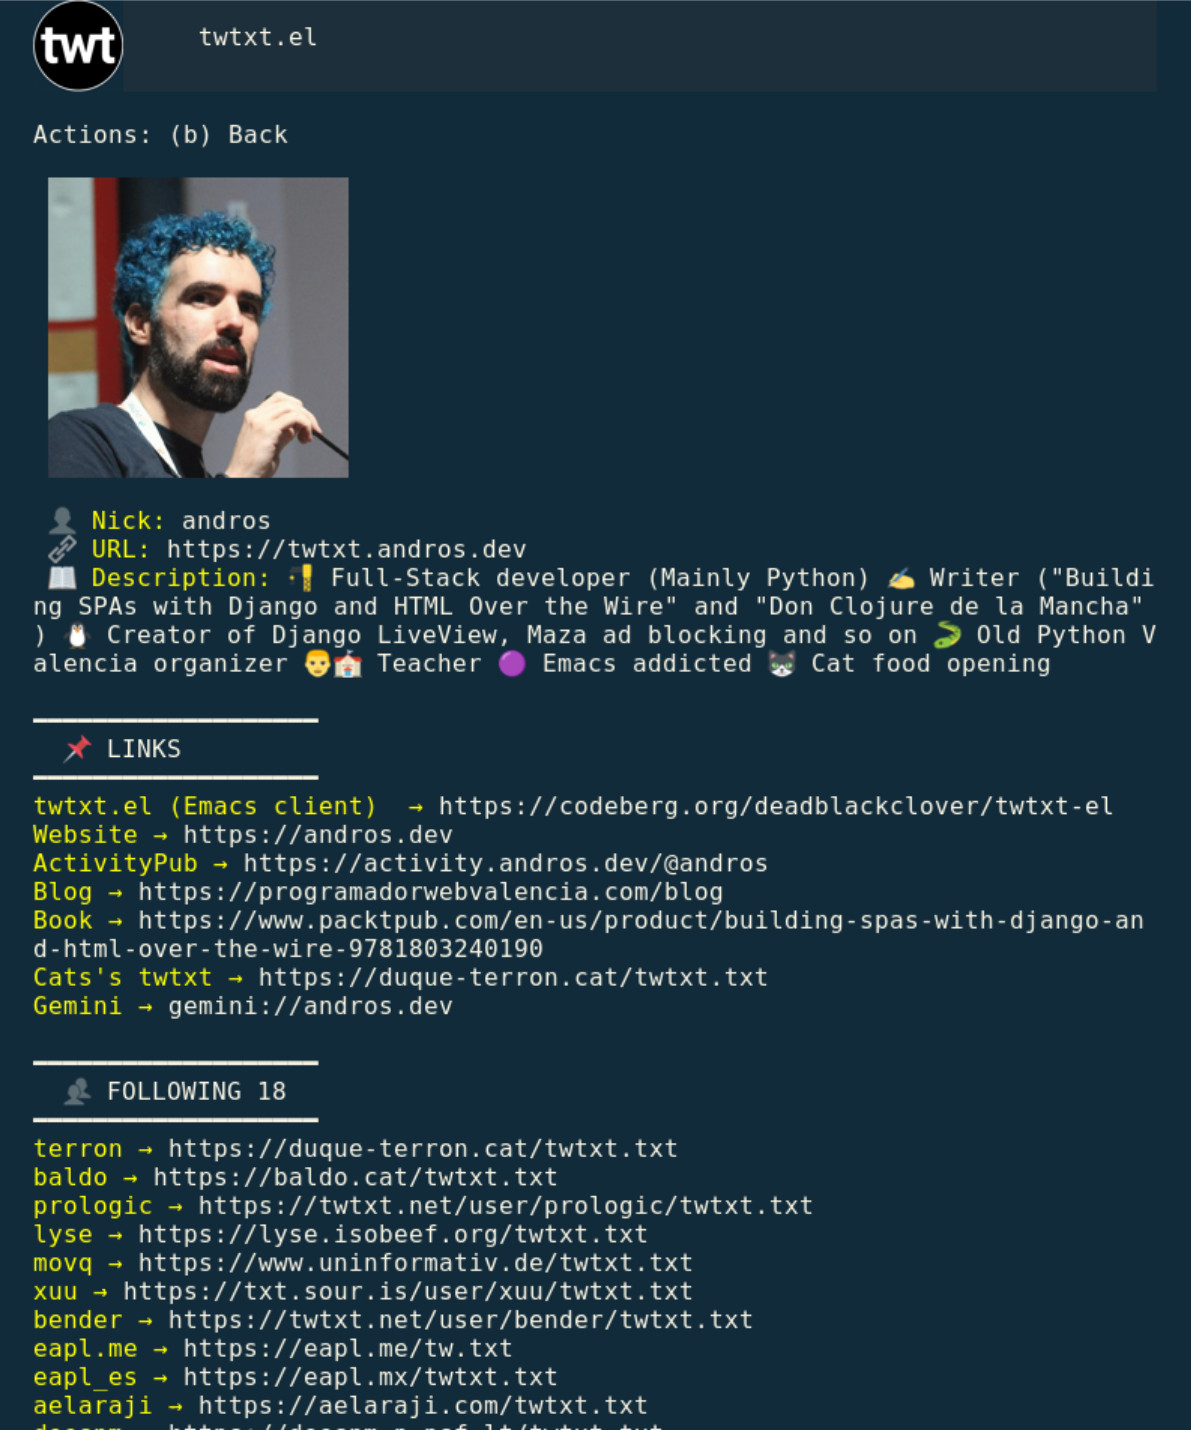 twt
twtxt.el
Actions: (b) Back
👤 Nick: andros
🔗 URL: https://twtxt.andros.dev
📖 Description: Full-Stack developer (Mainly Python) ✍️ Writer ("Buildi
ng SPAs with Django and HTML Over the Wire" and "Don Clojure de la Mancha"
) 🐧 Creator of Django LiveView, Maza ad blocking and so on 🐍 Old Python V
alencia organizer 👨🏫 Teacher 🟣 Emacs addicted 😺 Cat food opening
📌 LINKS
twtxt.el (Emacs client) → https://codeberg.org/deadblackclover/twtxt-el
Website → https://andros.dev
ActivityPub → https://activity.andros.dev/@andros
Blog → https://programadorwebvalencia.com/blog
Book → https://www.packtpub.com/en-us/product/building-spas-with-django-an
d-html-over-the-wire-9781803240190
Cats's twtxt → https://duque-terron.cat/twtxt.txt
Gemini → gemini://andros.dev
👥 FOLLOWING 18
terron → https://duque-terron.cat/twtxt.txt
baldo → https://baldo.cat/twtxt.txt
prologic → https://twtxt.net/user/prologic/twtxt.txt
lyse → https://lyse.isobeef.org/twtxt.txt
movq → https://www.uninformativ.de/twtxt.txt
xuu → https://txt.sour.is/user/xuu/twtxt.txt
bender → https://twtxt.net/user/bender/twtxt.txt
eapl.me → https://eapl.me/tw.txt
eapl_es → https://eapl.mx/twtxt.txt
aelaraji → https://aelaraji.com/twtxt.txt